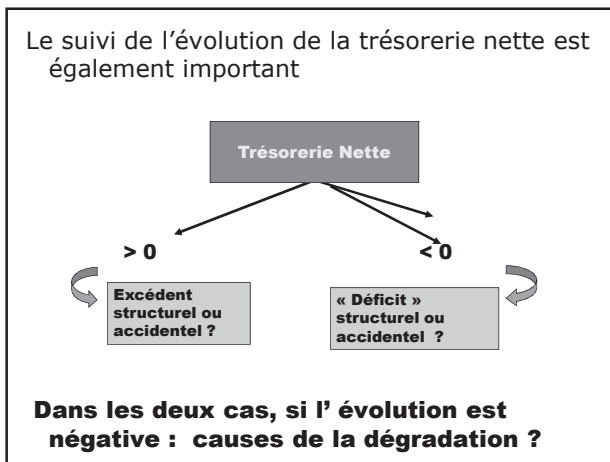 Le suivi de l’évolution de la trésorerie nette est
également important
Trésorerie Nette
> 0
< 0
Excédent
structurel ou
accidentel ?
« Déficit »
structurel ou
accidentel  ?
Dans les deux cas, si l’ évolution est
négative :  causes de la dégradation ?